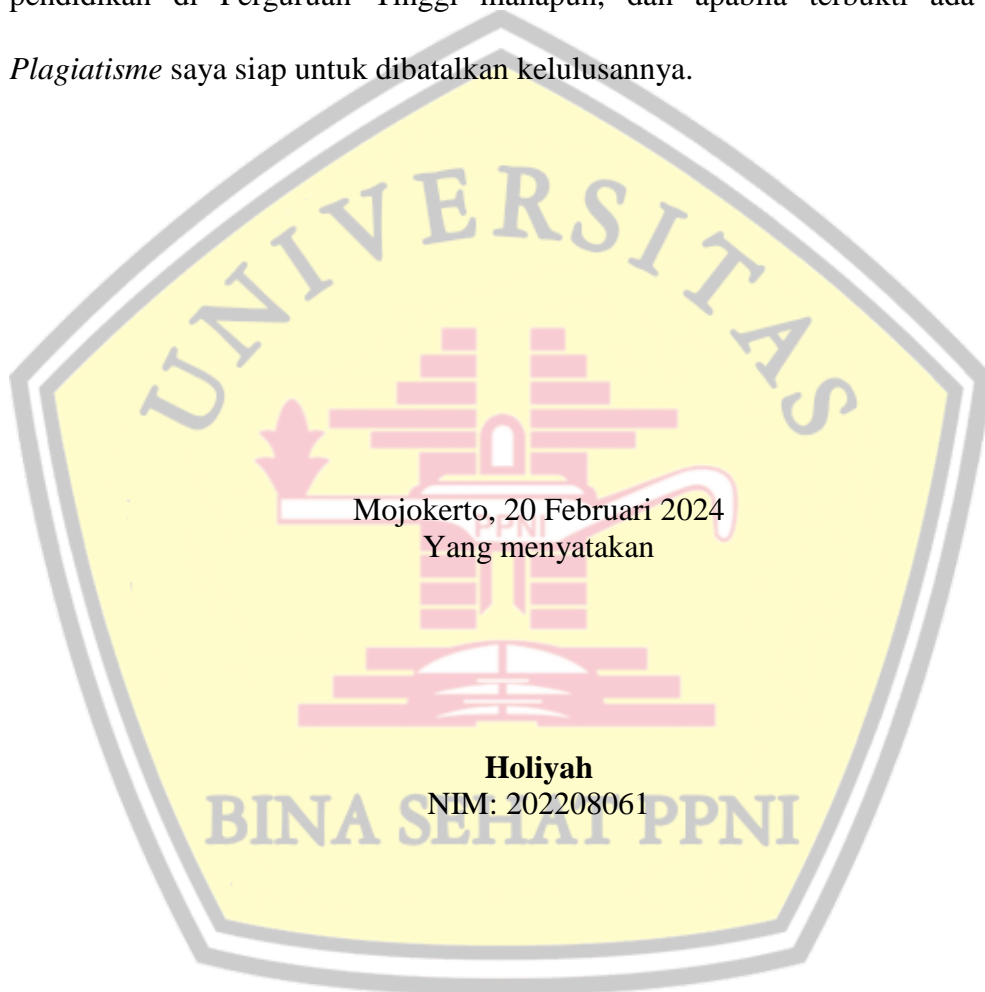 pendidikan di Perguruan Tinggi manapun, dan apabila terbukti ada
Plagiatisme saya siap untuk dibatalkan kelulusannya.
UNIVERSITAS
PPNI
Mojokerto, 20 Februari 2024
Yang menyatakan
Holiyah
NIM: 202208061
BINA SEHAT PPNI